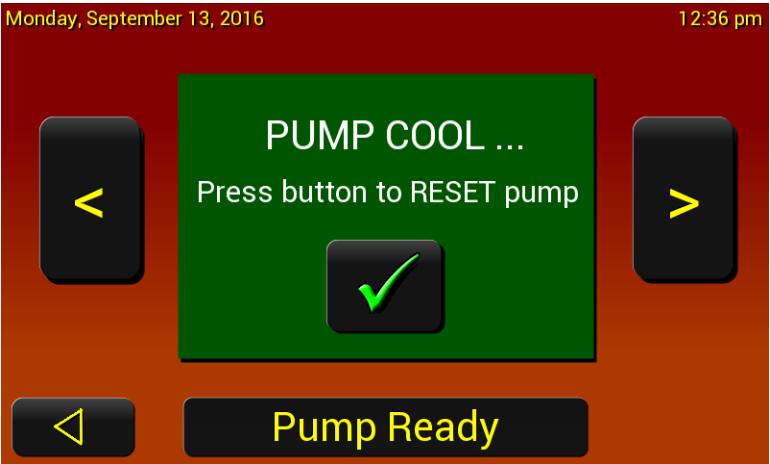 Monday, September 13, 2016
12:36 pm
PUMP COOL ...
Press button to RESET pump
<
>
Pump Ready